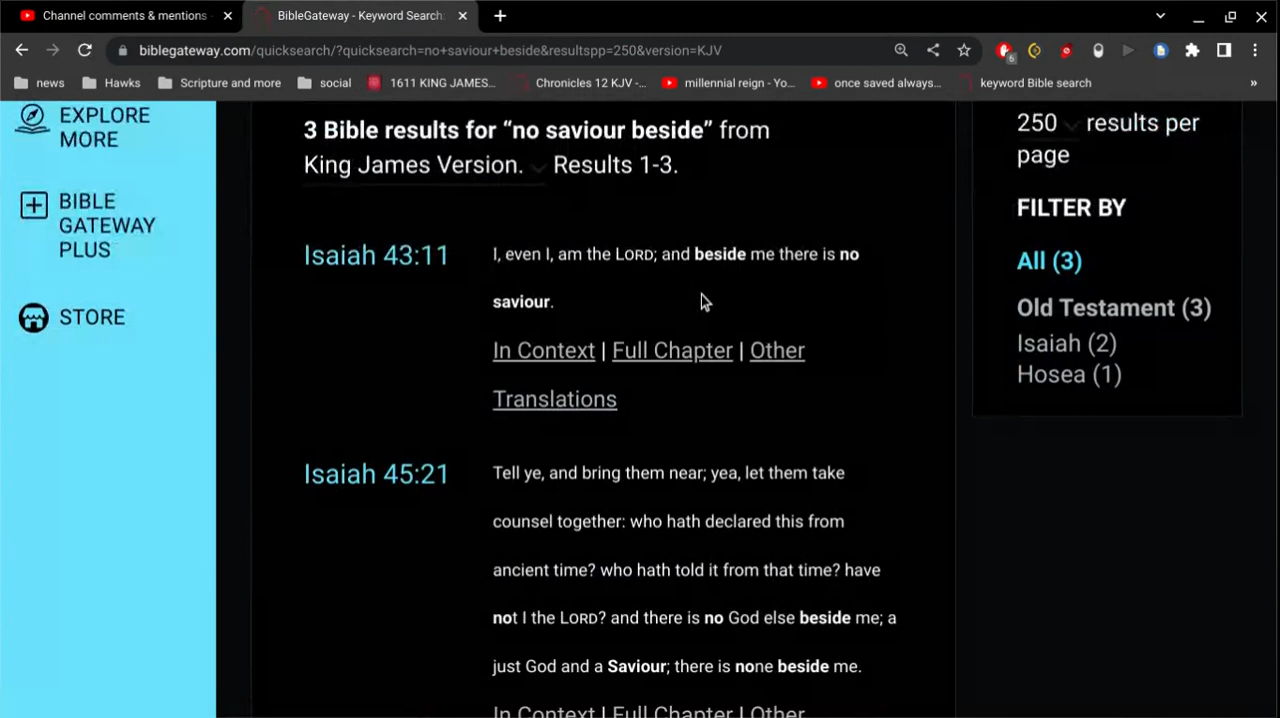 Channel comments & mentions
BibleGateway - Keyword Search:
biblegateway.com/quicksearch/?quicksearch=no+saviour+beside&resultspp=250&version=KJV
6
news
Hawks
Scripture and more
social
1611 KING JAMES...
Chronicles 12 KJV -...
millennial reign - Yo...
once saved always...
keyword Bible search
»
EXPLORE
MORE
BIBLE
GATEWAY
PLUS
STORE
3 Bible results for “no saviour beside” from
King James Version. Results 1-3.
Isaiah 43:11
I, even I, am the LORD; and beside me there is no
saviour.
In Context | Full Chapter | Other
Translations
Isaiah 45:21
Tell ye, and bring them near; yea, let them take
counsel together: who hath declared this from
ancient time? who hath told it from that time? have
not I the LORD? and there is no God else beside me; a
just God and a Saviour; there is none beside me.
In Context | Full Chapter | Other
250 results per
page
FILTER BY
All (3)
Old Testament (3)
Isaiah (2)
Hosea (1)